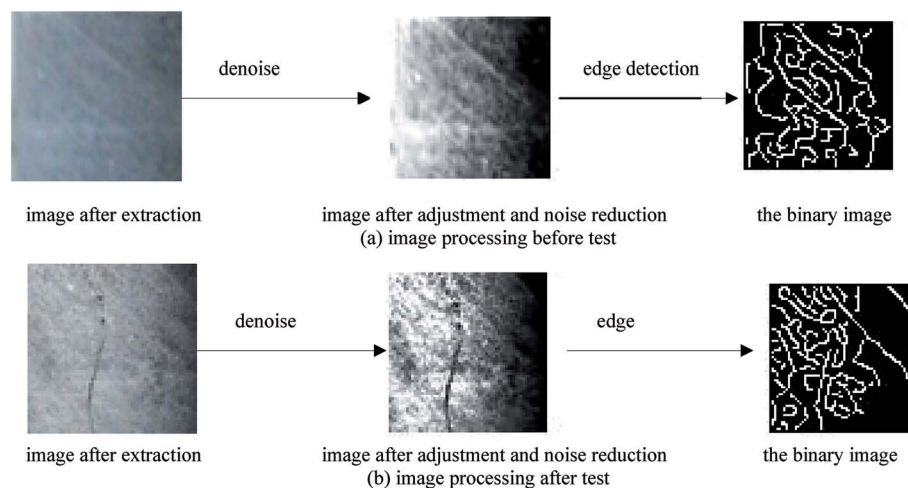 denoise
edge detection
image after extraction
image after adjustment and noise reduction
the binary image
(a) image processing before test
denoise
edge
image after extraction
image after adjustment and noise reduction
the binary image
(b) image processing after test